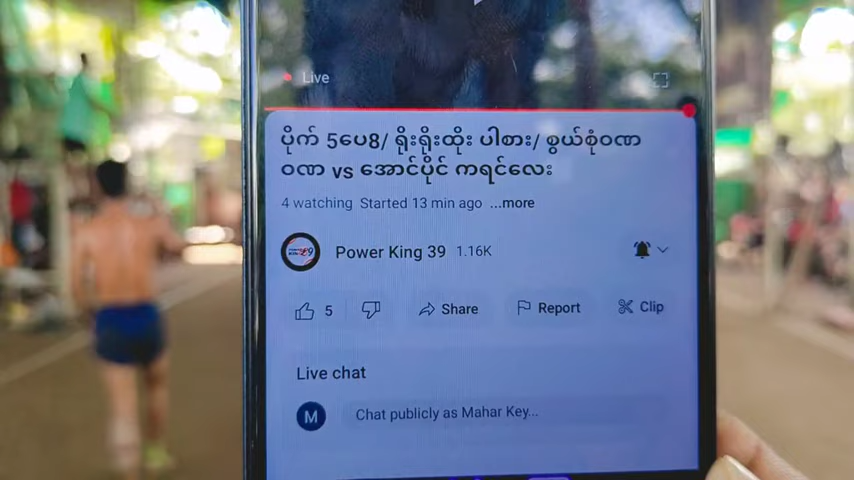 Live
ပိုက် 5ပေ8/ ရိုးရိုးထိုး ပါစား/ စွယ်စုံဝဏ
ဝဏ vs အောင်ပိုင် ကရင်လေး
4 watching Started 13 min ago ...more
Power King 39 1.16K
5 Share Report Clip
Live chat
M Chat publicly as Mahar Key...